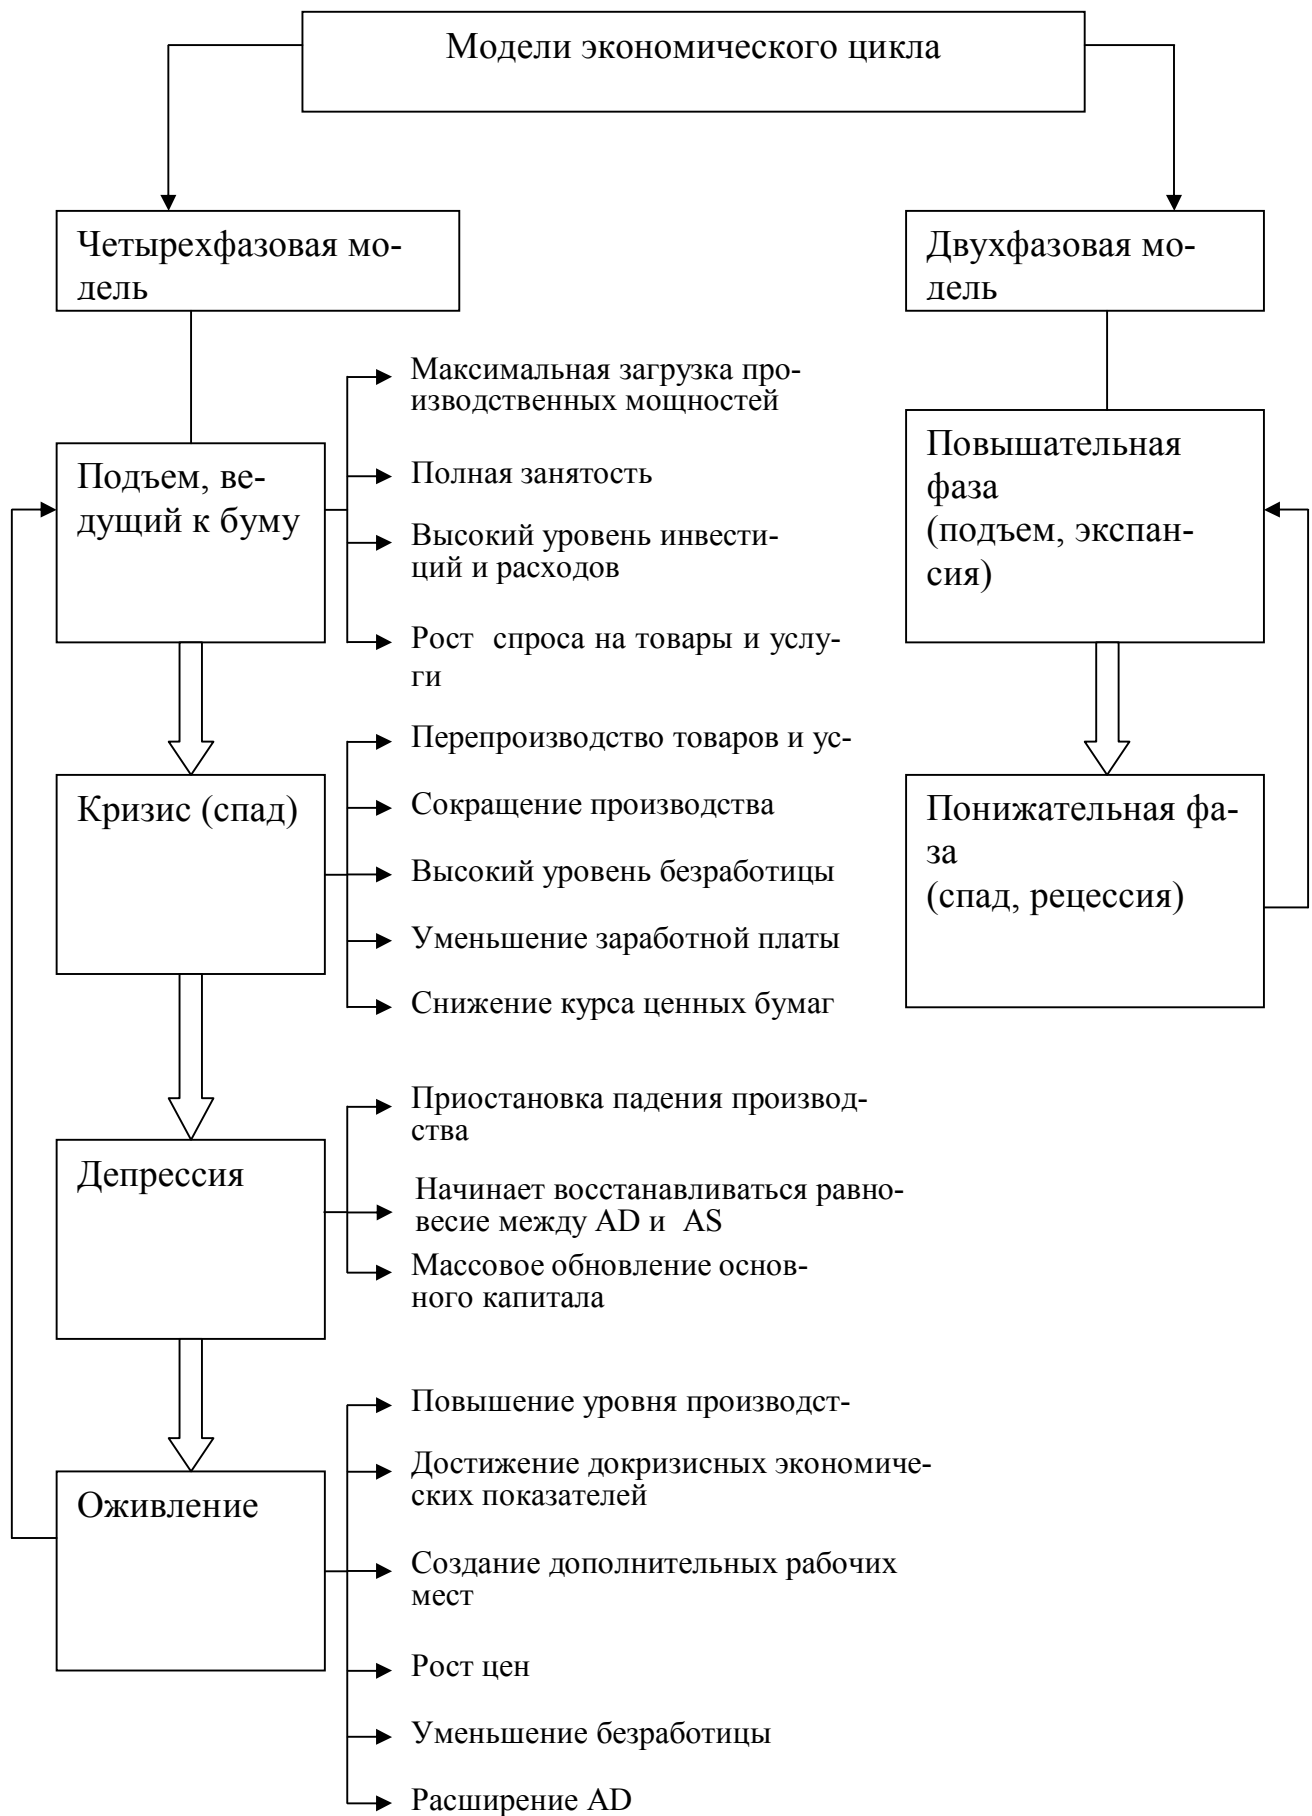 Модели экономического цикла
Четырехфазовая мо-
дель
Двухфазовая мо-
дель
Максимальная загрузка про-
изводственных мощностей
Подъем, ве-
дущий к буму
Полная занятость
Высокий уровень инвести-
ций и расходов
Рост спроса на товары и услу-
ги
Повышательная
фаза
(подъем, экспан-
сия)
Кризис (спад)
Перепроизводство товаров и ус-
Сокращение производства
Высокий уровень безработицы
Уменьшение заработной платы
Снижение курса ценных бумаг
Понижательная фа-
за
(спад, рецессия)
Депрессия
Приостановка падения производ-
ства
Начинает восстанавливаться равно-
весие между AD и AS
Массовое обновление основ-
ного капитала
Оживление
Повышение уровня производст-
Достижение докризисных экономиче-
ских показателей
Создание дополнительных рабочих
мест
Рост цен
Уменьшение безработицы
Расширение AD